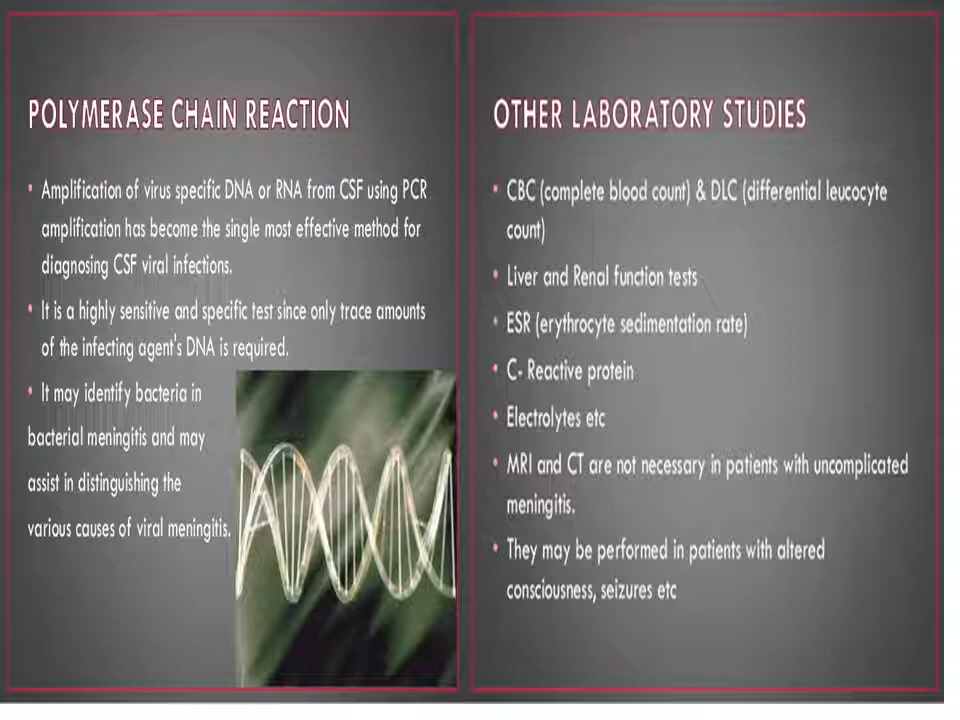 POLYMERASE CHAIN REACTION
• Amplification of virus specific DNA or RNA from CSF using PCR
amplification has become the single most effective method for
diagnosing CSF viral infections.
• It is a highly sensitive and specific test since only trace amounts
of the infecting agent's DNA is required.
• It may identify bacteria in
bacterial meningitis and may
assist in distinguishing the
various causes of viral meningitis.
OTHER LABORATORY STUDIES
• CBC (complete blood count) & DLC (differential leucocyte
count)
• Liver and Renal function tests
• ESR (erythrocyte sedimentation rate)
• C- Reactive protein
• Electrolytes etc
• MRI and CT are not necessary in patients with uncomplicated
meningitis.
• They may be performed in patients with altered
consciousness, seizures etc